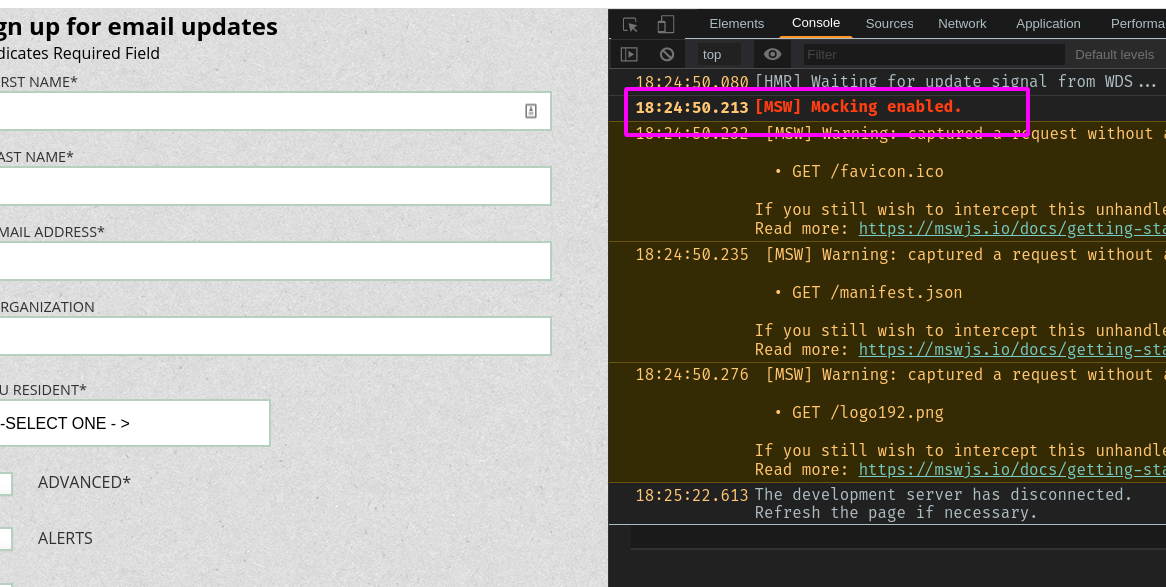 gn up for email updates
dicates Required Field
RST NAME*
AST NAME*
MAIL ADDRESS*
RGANIZATION
U RESIDENT*
-SELECT ONE - >
ADVANCED*
ALERTS
Elements Console Sources Network Application Performa
top Filter Default levels
18:24:50.080 [HMR] Waiting for update signal from WDS...
18:24:50.213 [MSW] Mocking enabled.
18:24:50.232 [MSW] Warning: captured a request without a
• GET /favicon.ico
If you still wish to intercept this unhandle
Read more: https://mswjs.io/docs/getting-sta
18:24:50.235 [MSW] Warning: captured a request without a
• GET /manifest.json
If you still wish to intercept this unhandle
Read more: https://mswjs.io/docs/getting-sta
18:24:50.276 [MSW] Warning: captured a request without a
• GET /logo192.png
If you still wish to intercept this unhandle
Read more: https://mswjs.io/docs/getting-sta
18:25:22.613 The development server has disconnected.
Refresh the page if necessary.